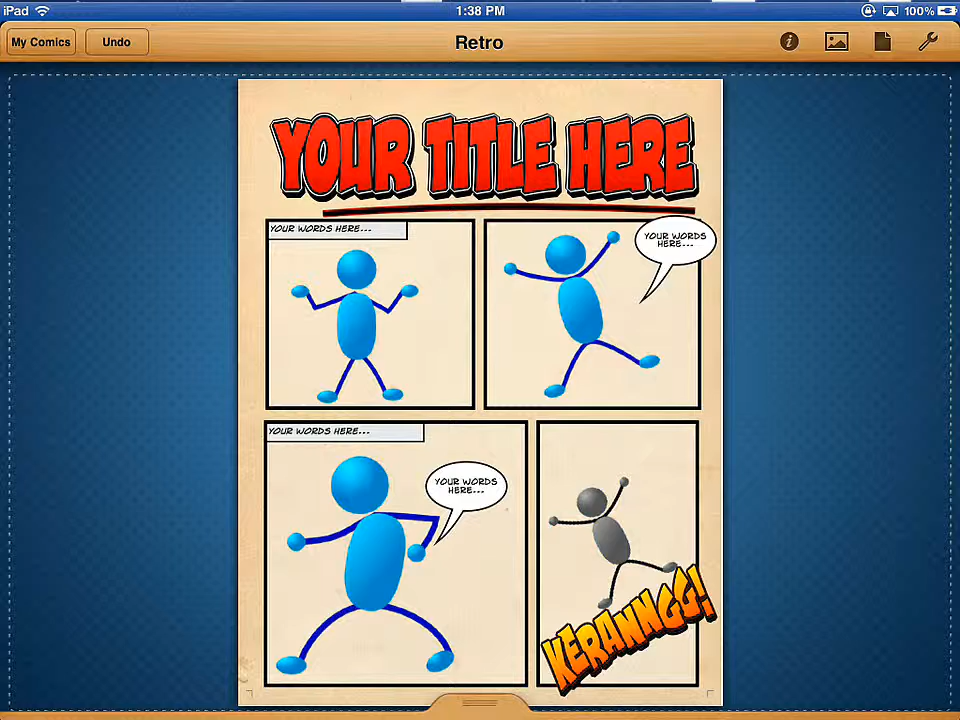 iPad 1:38 PM 100%
My Comics Undo Retro
YOUR TITLE HERE
YOUR WORDS HERE...
YOUR WORDS
HERE...
YOUR WORDS HERE...
YOUR WORDS
HERE...
KERANNGG!